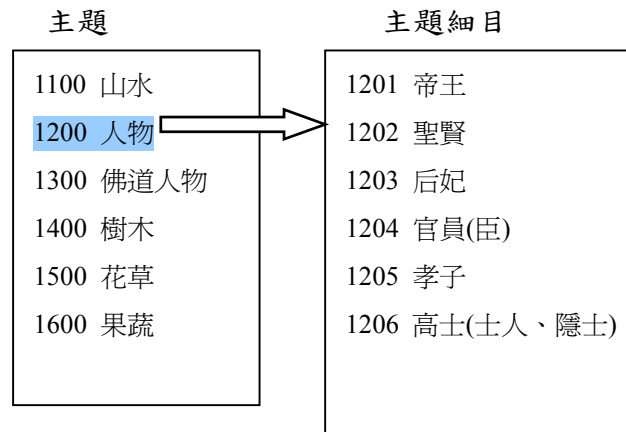 主題
1100 山水
1200 人物
1300 佛道人物
1400 樹木
1500 花草
1600 果蔬
主題細目
1201 帝王
1202 聖賢
1203 后妃
1204 官員(臣)
1205 孝子
1206 高士(士人、隱士)